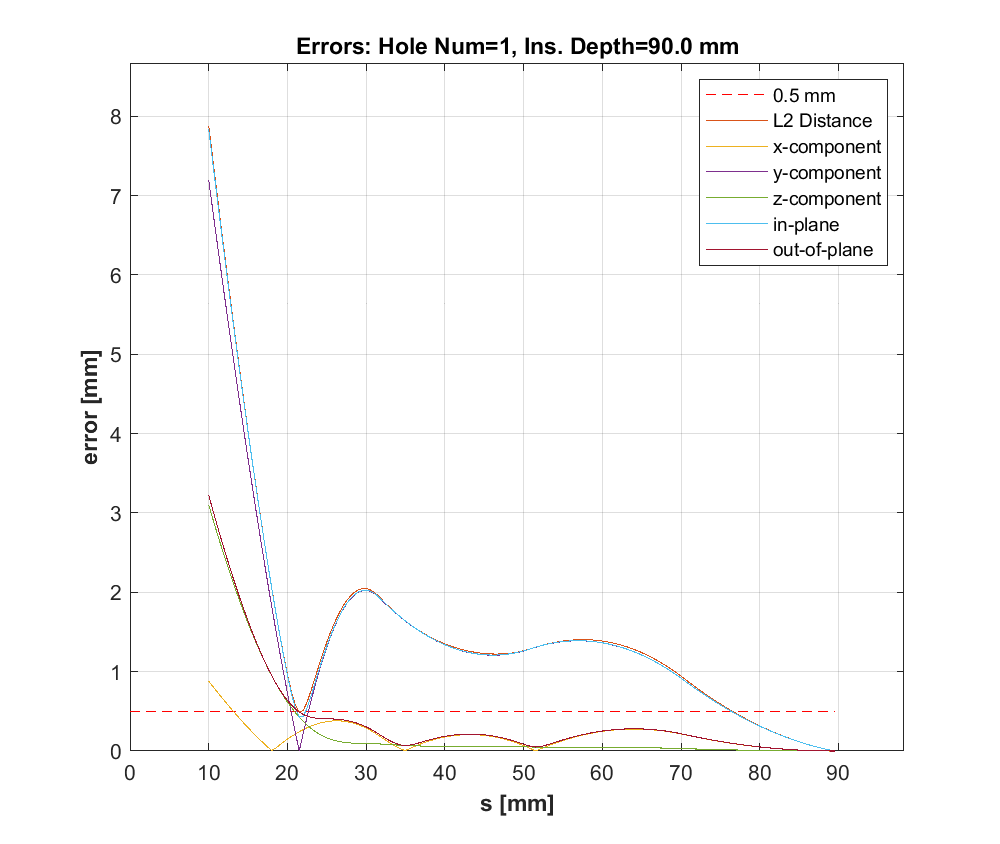 Errors: Hole Num=1, Ins. Depth=90.0 mm
0.5 mm
L2 Distance
x-component
y-component
z-component
in-plane
out-of-plane
error [mm]
8
7
6
5
4
3
2
1
0
0 10 20 30 40 50 60 70 80 90
s [mm]